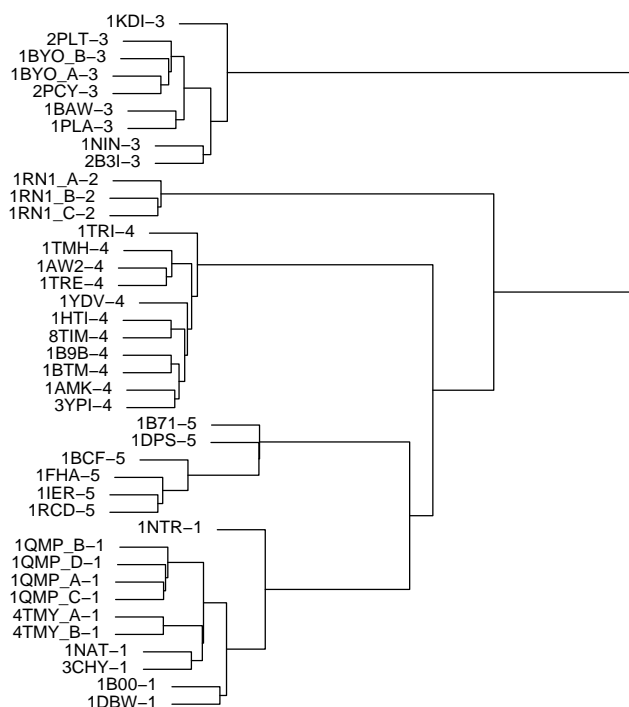 1KDI−3
2PLT−3
1BYO_B−3
1BYO_A−3
2PCY−3
1BAW−3
1PLA−3
1NIN−3
2B3I−3
1RN1_A−2
1RN1_B−2
1RN1_C−2
1TRI−4
1TMH−4
1AW2−4
1TRE−4
1YDV−4
1HTI−4
8TIM−4
1B9B−4
1BTM−4
1AMK−4
3YPI−4
1B71−5
1DPS−5
1BCF−5
1FHA−5
1IER−5
1RCD−5
1NTR−1
1QMP_B−1
1QMP_D−1
1QMP_A−1
1QMP_C−1
4TMY_A−1
4TMY_B−1
1NAT−1
3CHY−1
1B00−1
1DBW−1